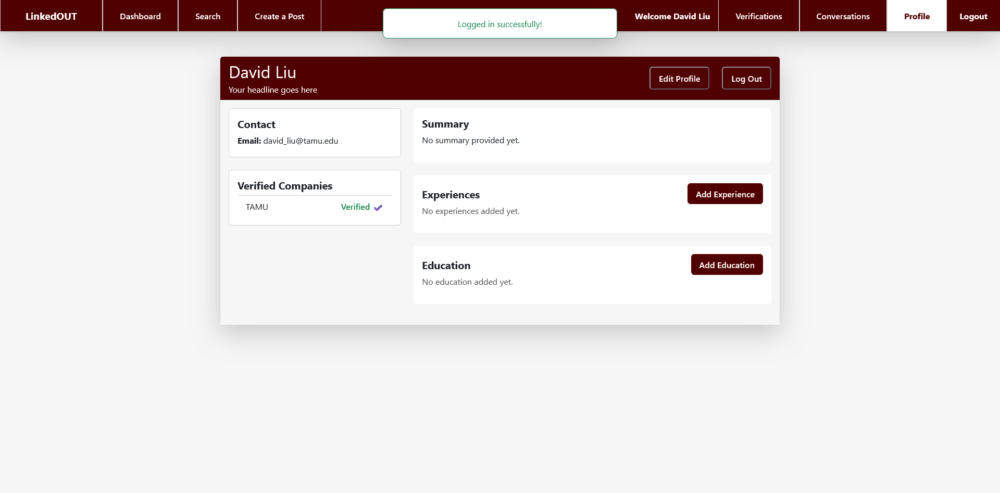 LinkedOUT
Dashboard
Search
Create a Post
Logged in successfully!
Welcome David Liu
Verifications
Conversations
Profile
Logout
David Liu
Your headline goes here
Edit Profile
Log Out
Contact
Email: david_liu@tamu.edu
Verified Companies
TAMU Verified
Summary
No summary provided yet.
Experiences
Add Experience
No experiences added yet.
Education
Add Education
No education added yet.